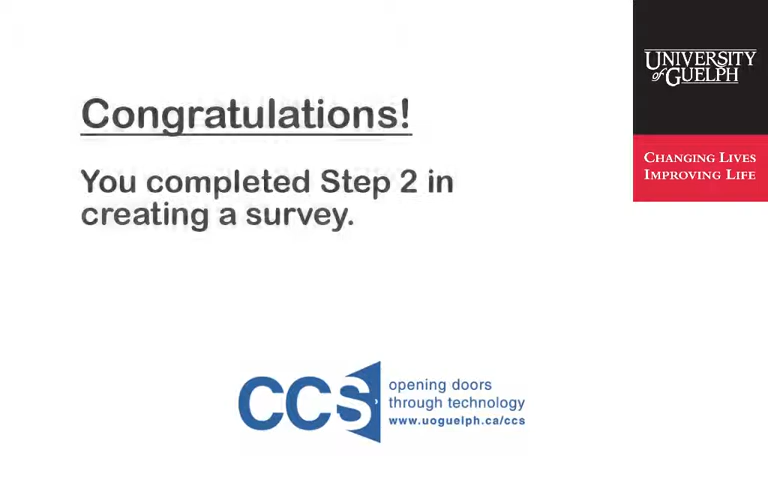 UNIVERSITY
of GUELPH
CHANGING LIVES
IMPROVING LIFE
Congratulations!
You completed Step 2 in
creating a survey.
CCS
opening doors
through technology
www.uoguelph.ca/ccs